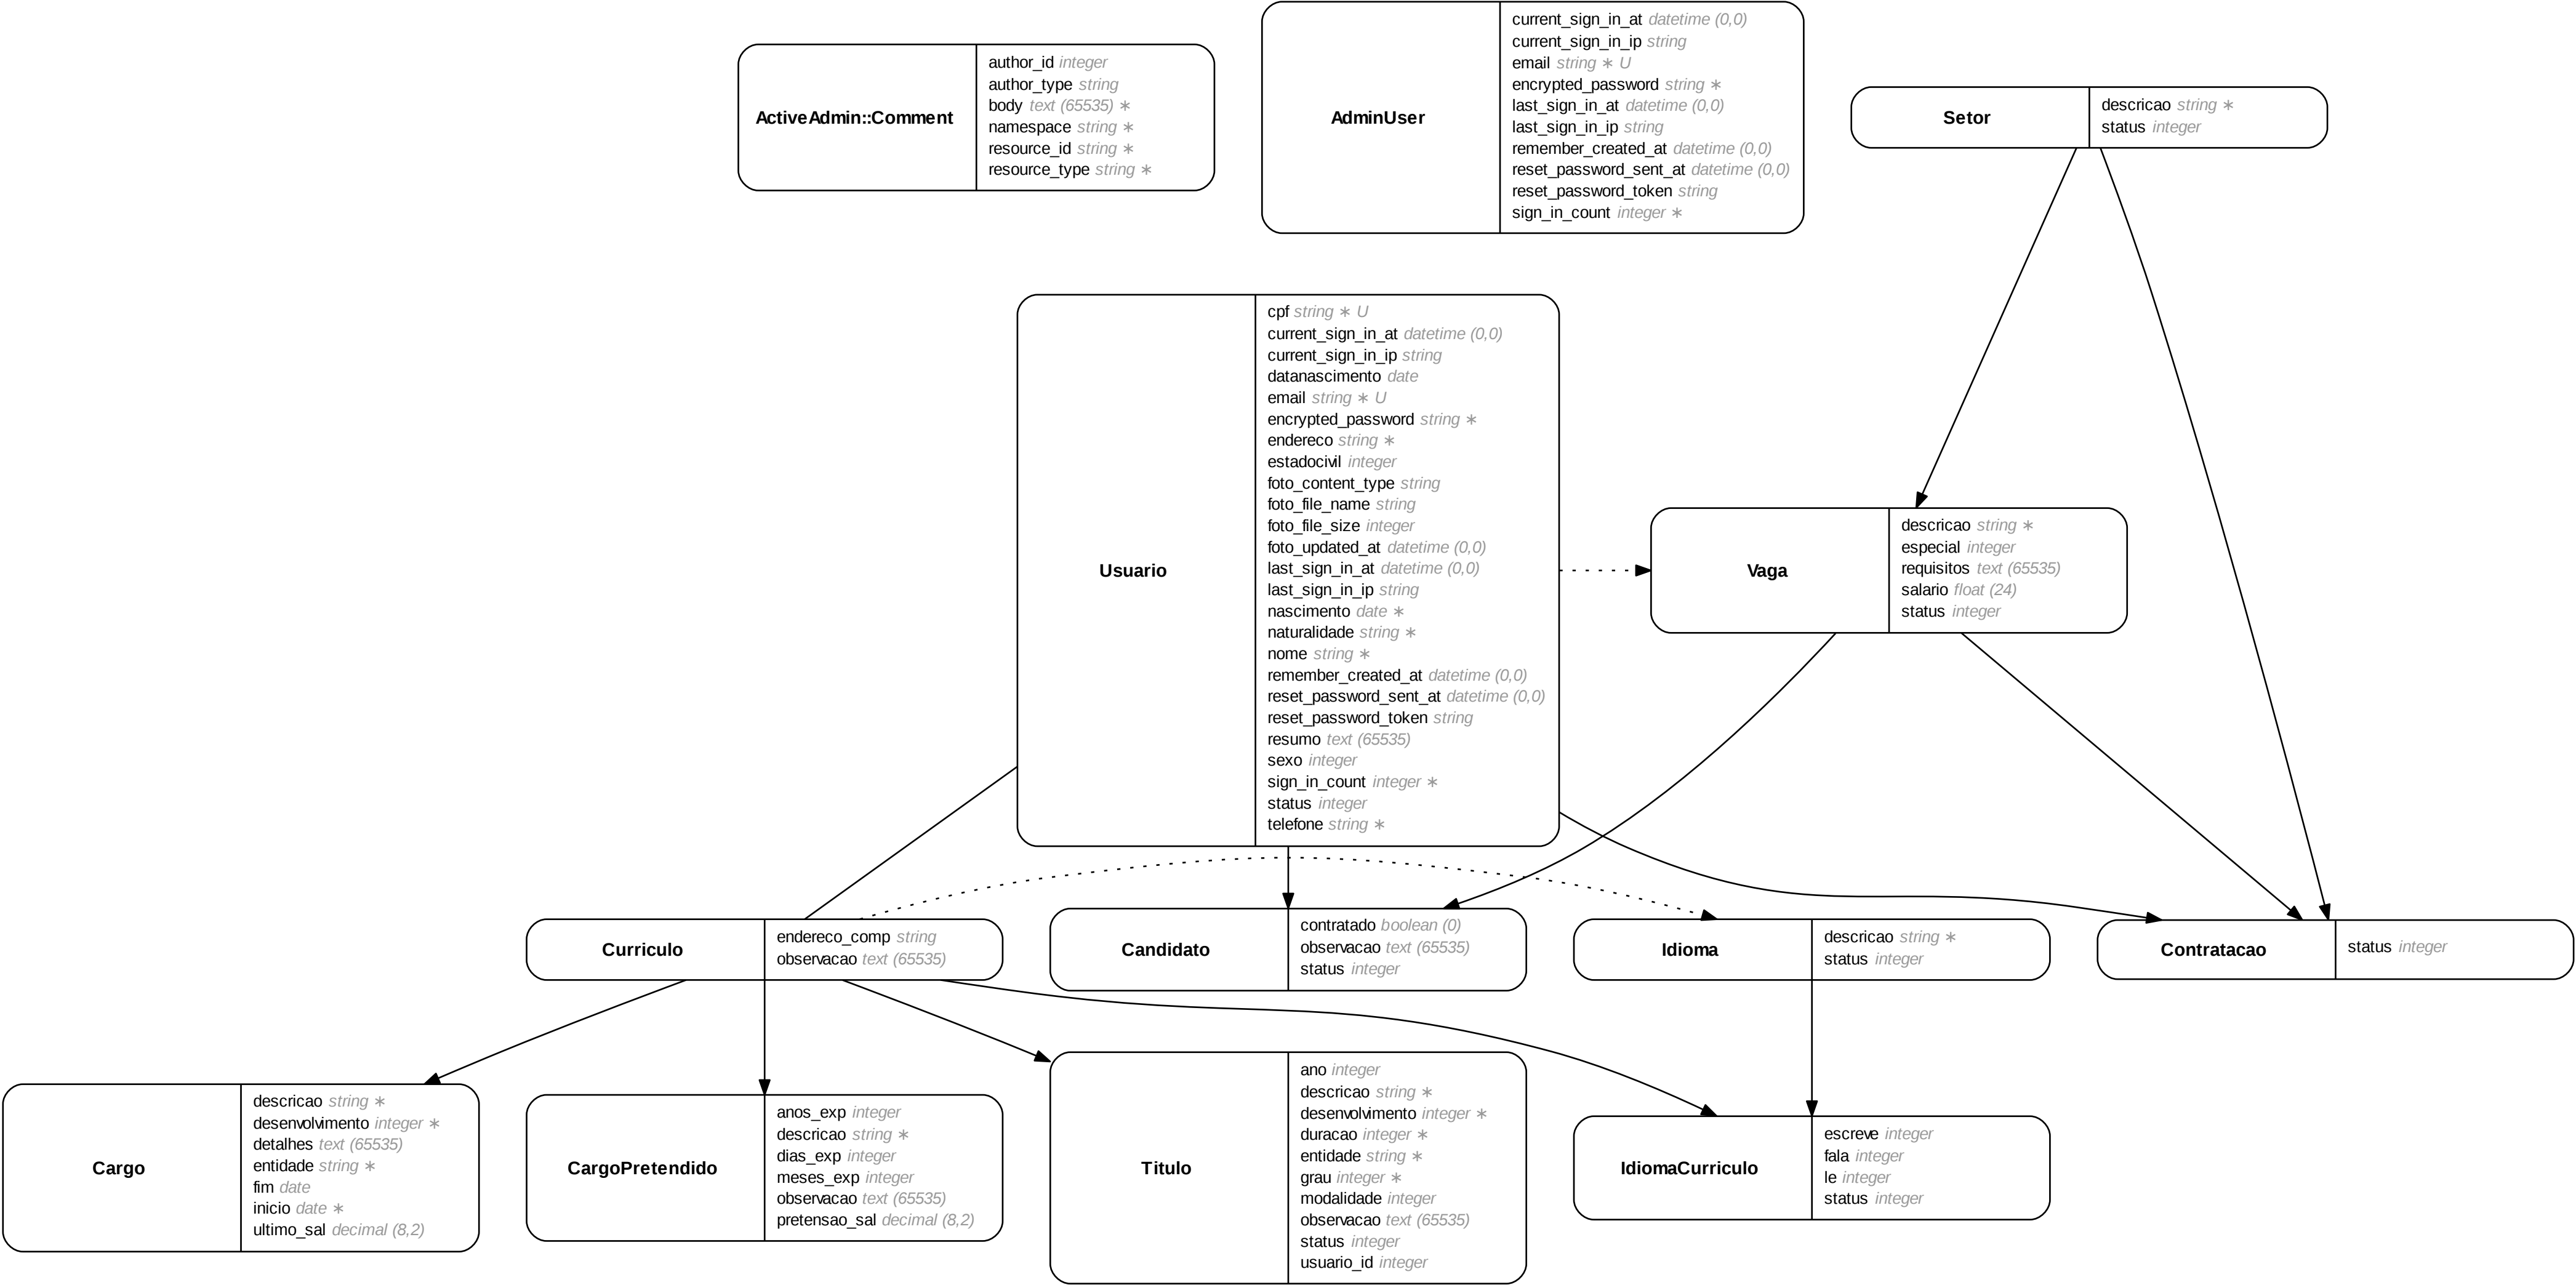 ActiveAdmin::Comment
author_id integer
author_type string
body text (65535) ∗
namespace string ∗
resource_id string ∗
resource_type string ∗
AdminUser
current_sign_in_at datetime (0,0)
current_sign_in_ip string
email string ∗ U
encrypted_password string ∗
last_sign_in_at datetime (0,0)
last_sign_in_ip string
remember_created_at datetime (0,0)
reset_password_sent_at datetime (0,0)
reset_password_token string
sign_in_count integer ∗
Setor
descricao string ∗
status integer
Usuario
cpf string ∗ U
current_sign_in_at datetime (0,0)
current_sign_in_ip string
datanascimento date
email string ∗ U
encrypted_password string ∗
endereco string ∗
estadocivil integer
foto_content_type string
foto_file_name string
foto_file_size integer
foto_updated_at datetime (0,0)
last_sign_in_at datetime (0,0)
last_sign_in_ip string
nascimento date ∗
naturalidade string ∗
nome string ∗
remember_created_at datetime (0,0)
reset_password_sent_at datetime (0,0)
reset_password_token string
resumo text (65535)
sexo integer
sign_in_count integer ∗
status integer
telefone string ∗
Vaga
descricao string ∗
especial integer
requisitos text (65535)
salario float (24)
status integer
Curriculo
endereco_comp string
observacao text (65535)
Candidato
contratado boolean (0)
observacao text (65535)
status integer
Idioma
descricao string ∗
status integer
Contratacao
status integer
Cargo
descricao string ∗
desenvolvimento integer ∗
detalhes text (65535)
entidade string ∗
fim date
inicio date ∗
ultimo_sal decimal (8,2)
CargoPretendido
anos_exp integer
descricao string ∗
dias_exp integer
meses_exp integer
observacao text (65535)
pretensao_sal decimal (8,2)
Titulo
ano integer
descricao string ∗
desenvolvimento integer ∗
duracao integer ∗
entidade string ∗
grau integer ∗
modalidade integer
observacao text (65535)
status integer
usuario_id integer
IdiomaCurriculo
escreve integer
fala integer
le integer
status integer